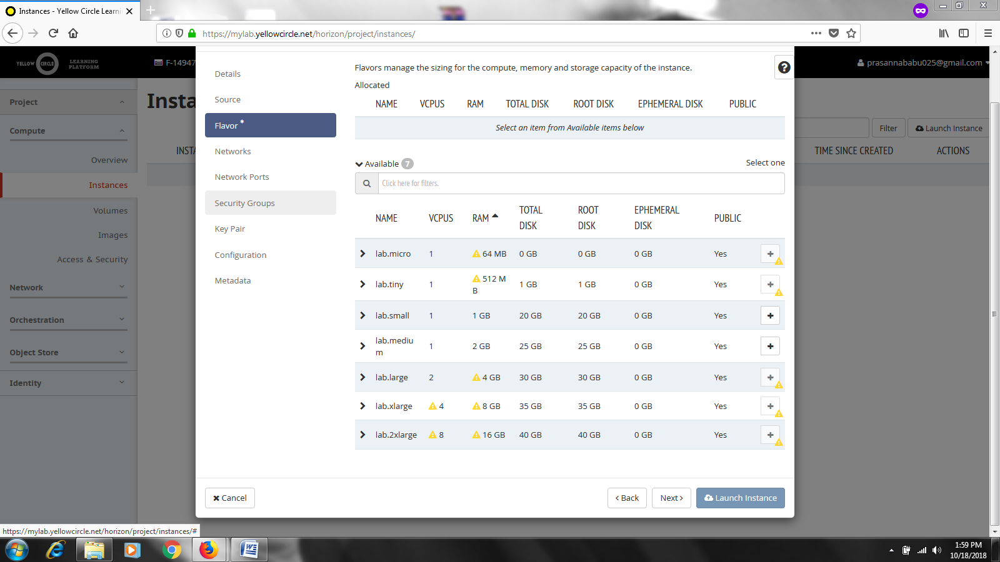 Instances - Yellow Circle Learni
https://mylab.yellowcircle.net/horizon/project/instances/
YELLOW CIRCLE LEARNING PLATFORM
F-14947
prasannababu025@gmail.com
Project
Compute
Overview
Instances
Volumes
Images
Access & Security
Network
Orchestration
Object Store
Identity
Insta
Filter
Launch Instance
INSTA
TIME SINCE CREATED
ACTIONS
Details
Source
Flavor *
Networks
Network Ports
Security Groups
Key Pair
Configuration
Metadata
Flavors manage the sizing for the compute, memory and storage capacity of the instance.
?
Allocated
NAME VCPUS RAM TOTAL DISK ROOT DISK EPHEMERAL DISK PUBLIC
Select an item from Available items below
Available 7
Select one
Click here for filters.
NAME VCPUS RAM TOTAL DISK ROOT DISK EPHEMERAL DISK PUBLIC
lab.micro 1 64 MB 0 GB 0 GB 0 GB Yes
lab.tiny 1 512 MB 1 GB 1 GB 0 GB Yes
lab.small 1 1 GB 20 GB 20 GB 0 GB Yes
lab.medium 1 2 GB 25 GB 25 GB 0 GB Yes
lab.large 2 4 GB 30 GB 30 GB 0 GB Yes
lab.xlarge 4 8 GB 35 GB 35 GB 0 GB Yes
lab.2xlarge 8 16 GB 40 GB 40 GB 0 GB Yes
Cancel
Back
Next
Launch Instance
https://mylab.yellowcircle.net/horizon/project/instances/#
1:59 PM
10/18/2018